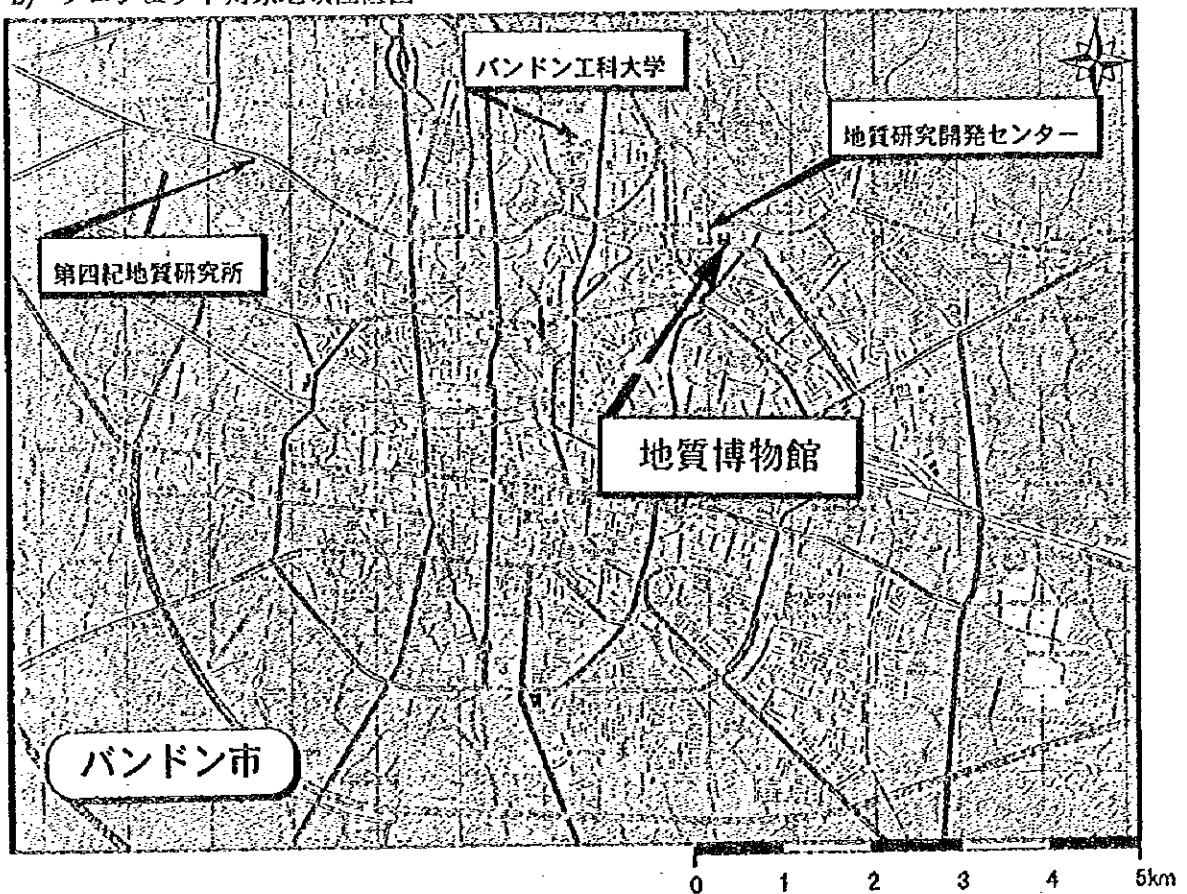 バンドン工科大学
地質研究開発センター
第四紀地質研究所
地質博物館
バンドン市
0 1 2 3 4 5km